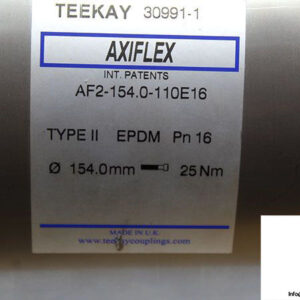 TEEKAY 30991-1
AXIFLEX
INT. PATENTS
AF2-154.0-110E16
TYPE II EPDM Pn 16
Ø 154.0mm 25 Nm
MADE IN U.K
www.teekaycouplings.com